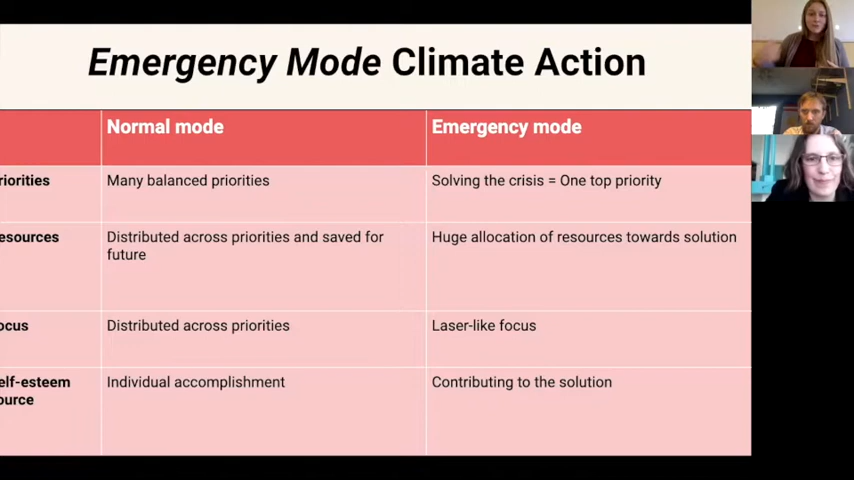 Emergency Mode Climate Action
Normal mode
Emergency mode
riorities
Many balanced priorities
Solving the crisis = One top priority
esources
Distributed across priorities and saved for
future
Huge allocation of resources towards solution
ocus
Distributed across priorities
Laser-like focus
elf-esteem
ource
Individual accomplishment
Contributing to the solution